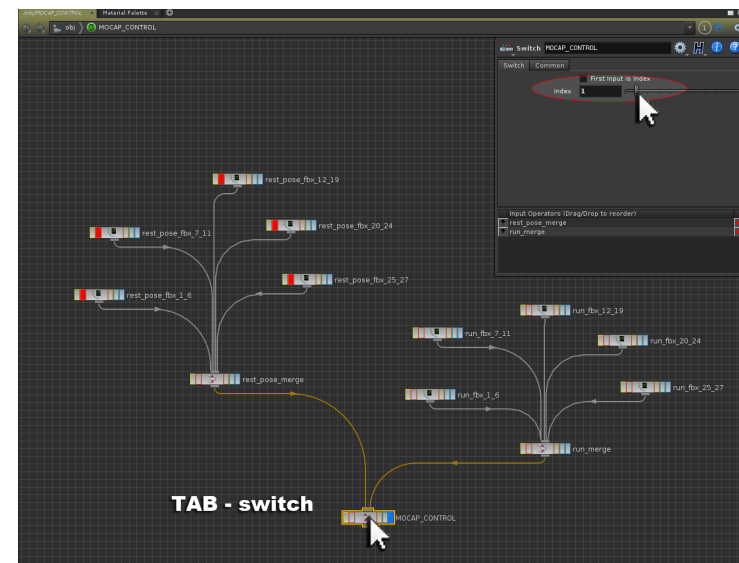 /obj/MOCAP_CONTROL
Material Palette
obj
MOCAP_CONTROL
1
Switch MOCAP_CONTROL
Switch
Common
First Input is Index
Index 1
Input Operators (Drag/Drop to reorder)
rest_pose_merge
run_merge
rest_pose_fbx_12_19
rest_pose_fbx_7_11
rest_pose_fbx_20_24
rest_pose_fbx_25_27
rest_pose_fbx_1_6
rest_pose_merge
run_fbx_12_19
run_fbx_7_11
run_fbx_20_24
run_fbx_25_27
run_fbx_1_6
run_merge
TAB - switch
MOCAP_CONTROL